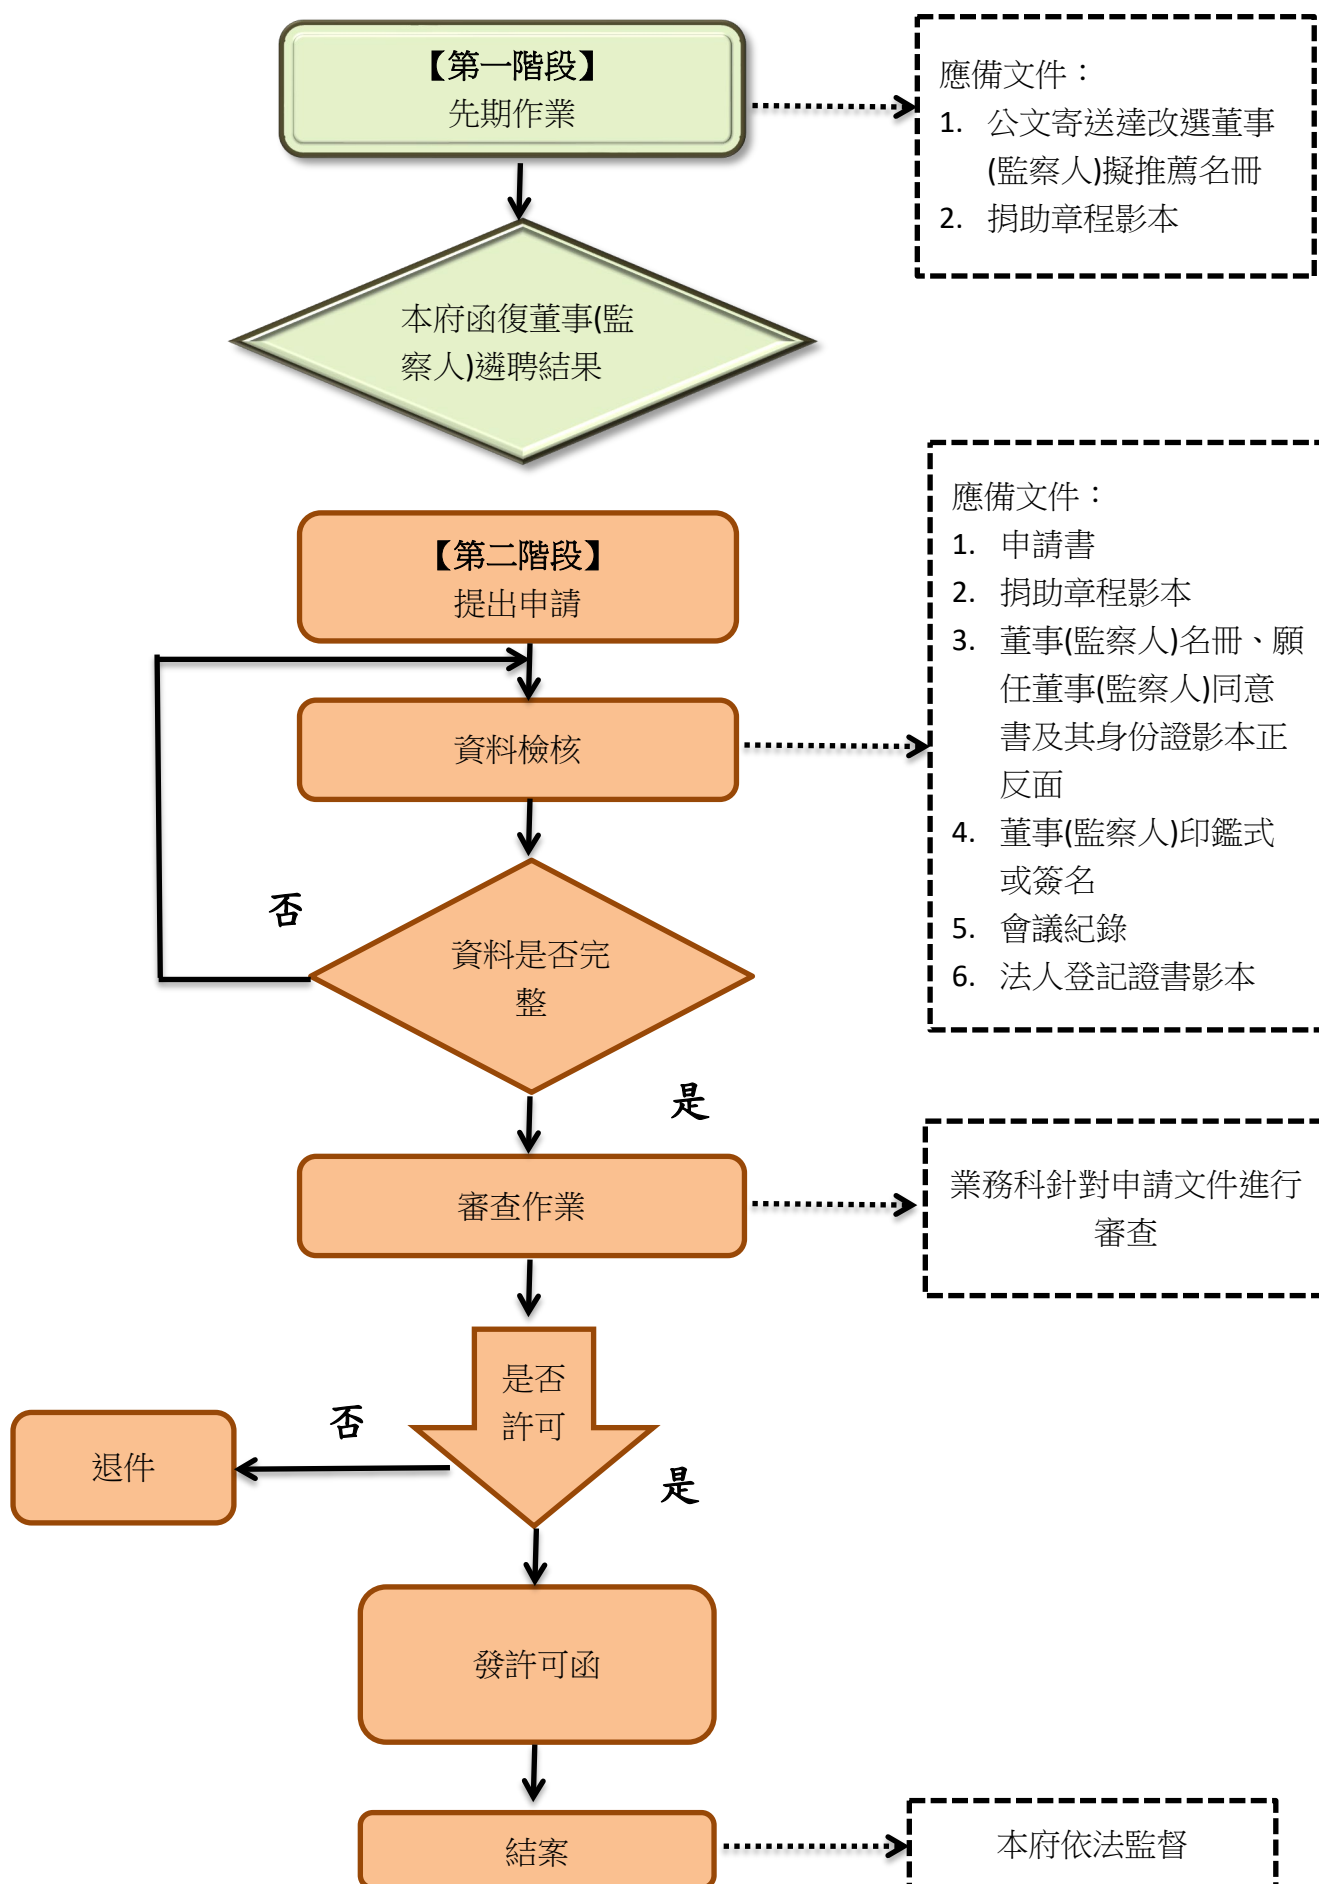 【第一階段】
先期作業
應備文件：
1. 公文寄送達改選董事
(監察人)擬推薦名冊
2. 捐助章程影本
本府函復董事(監
察人)遴聘結果
【第二階段】
提出申請
應備文件：
1. 申請書
2. 捐助章程影本
3. 董事(監察人)名冊、願
任董事(監察人)同意
書及其身份證影本正
反面
4. 董事(監察人)印鑑式
或簽名
5. 會議紀錄
6. 法人登記證書影本
資料檢核
否
資料是否完
整
是
審查作業
業務科針對申請文件進行
審查
是否
許可
否
退件
是
發許可函
結案
本府依法監督